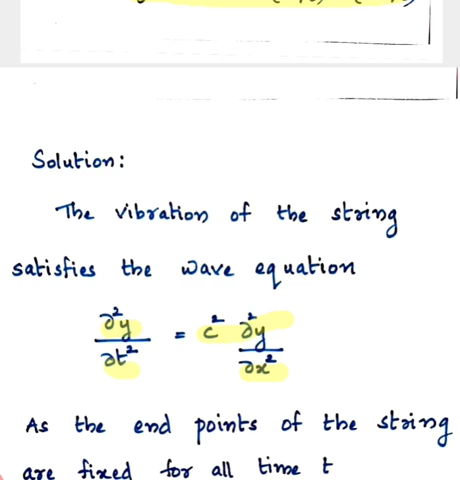 Solution:
The vibration of the string
satisfies the wave equation
∂²y/∂t² = c² ∂²y/∂x²
As the end points of the string
are fixed for all time t